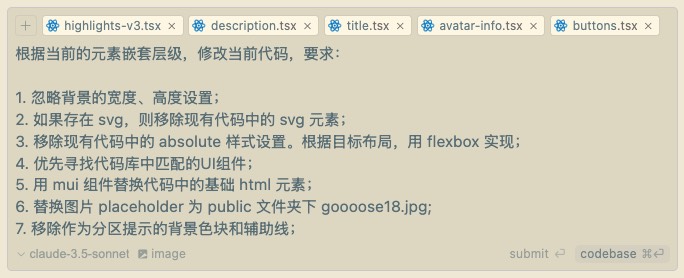 highlights-v3.tsx × description.tsx × title.tsx × avatar-info.tsx × buttons.tsx ×
根据当前的元素嵌套层级，修改当前代码，要求：
1. 忽略背景的宽度、高度设置；
2. 如果存在 svg，则移除现有代码中的 svg 元素；
3. 移除现有代码中的 absolute 样式设置。根据目标布局，用 flexbox 实现；
4. 优先寻找代码库中匹配的UI组件；
5. 用 mui 组件替换代码中的基础 html 元素；
6. 替换图片 placeholder 为 public 文件夹下 goooose18.jpg;
7. 移除作为分区提示的背景色块和辅助线；
claude-3.5-sonnet image submit ⏎ codebase ⌘⏎